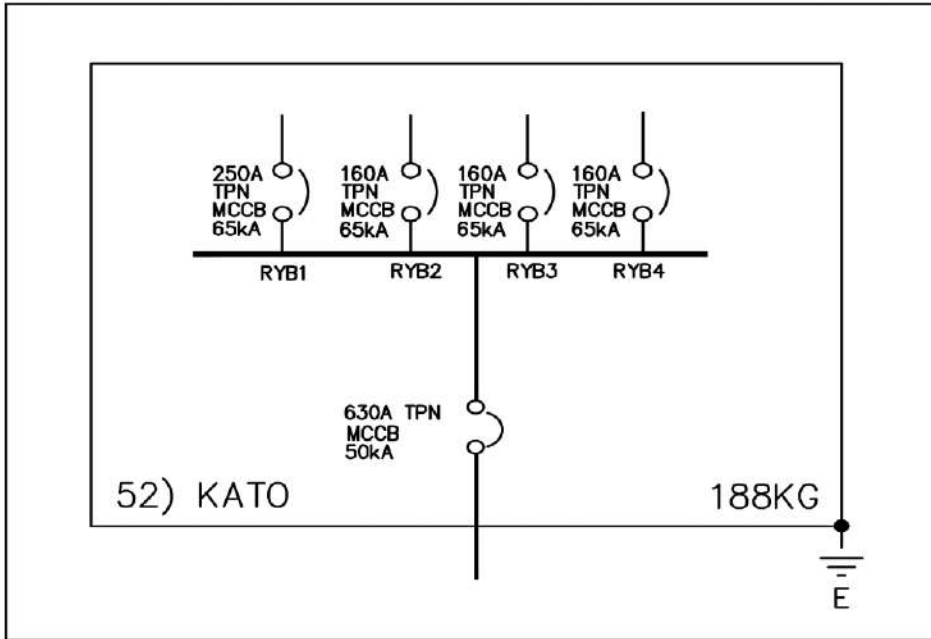 250A
TPN
MCCB
65kA
160A
TPN
MCCB
65kA
160A
TPN
MCCB
65kA
160A
TPN
MCCB
65kA
RYB1
RYB2
RYB3
RYB4
630A TPN
MCCB
50kA
52) KATO
188KG
E